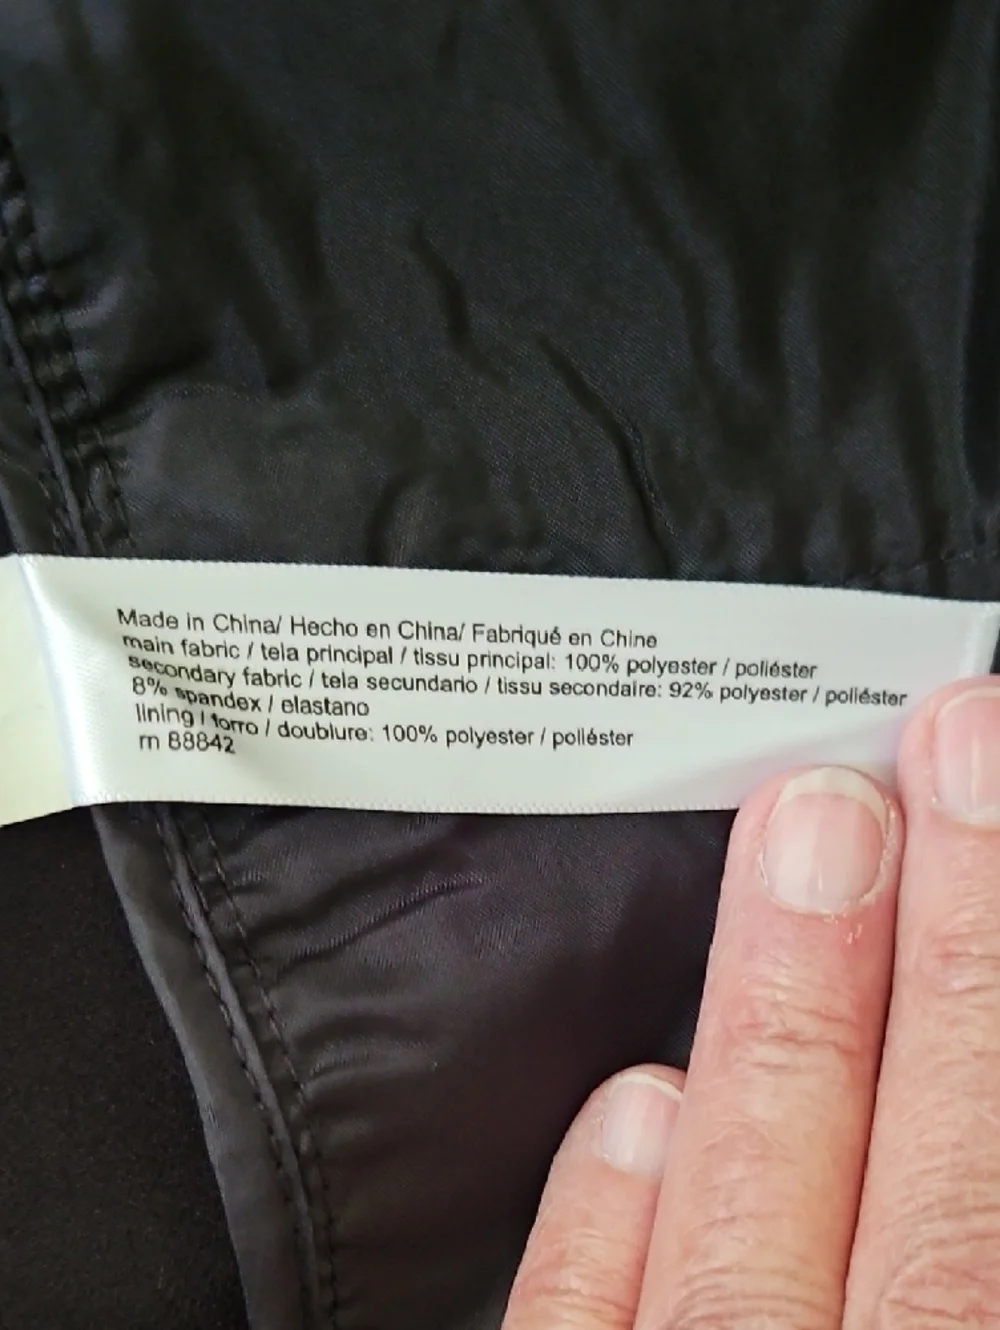 Made in China/ Hecho en China/ Fabriqué en Chine
main fabric / tela principal / tissu principal: 100% polyester / poliéster
secondary fabric / tela secundario / tissu secondaire: 92% polyester / poliéster
8% spandex / elastano
lining / forro / doublure: 100% polyester / poliéster
rn 88842